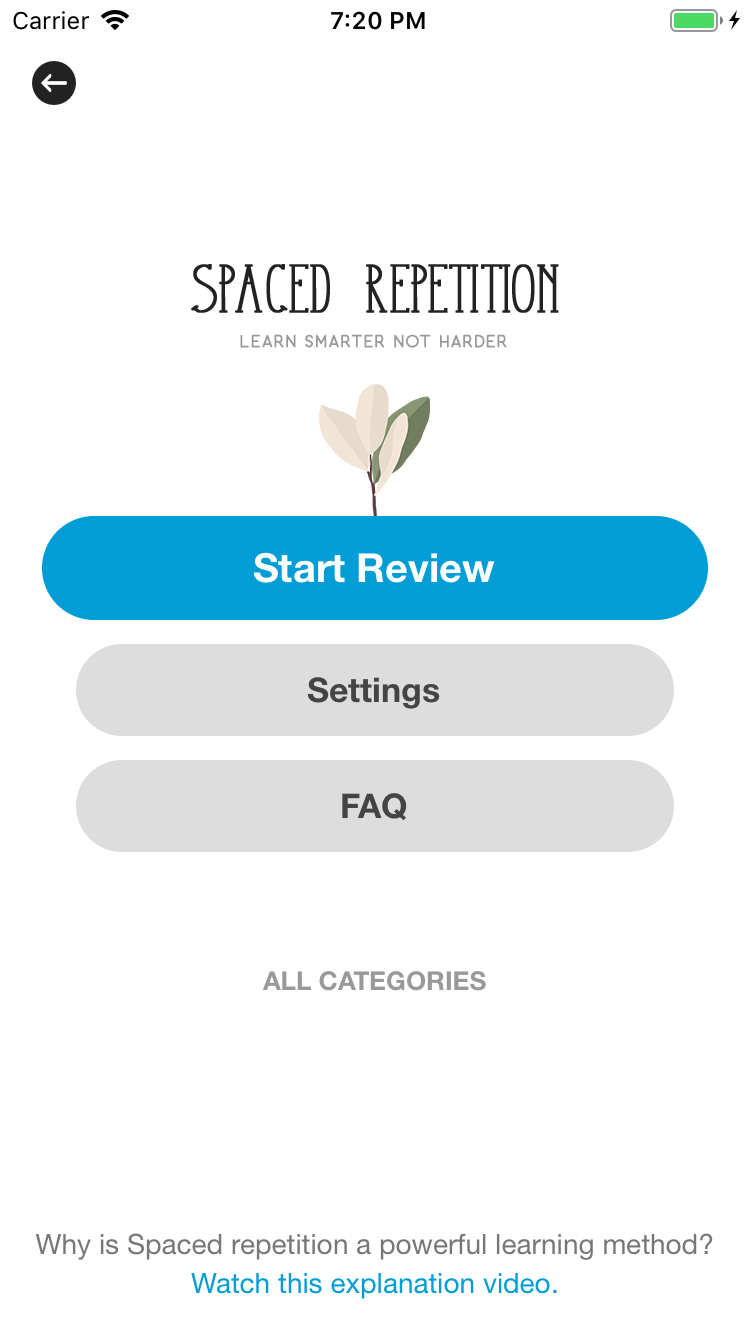 Carrier 7:20 PM
SPACED REPETITION
LEARN SMARTER NOT HARDER
Start Review
Settings
FAQ
ALL CATEGORIES
Why is Spaced repetition a powerful learning method?
Watch this explanation video.